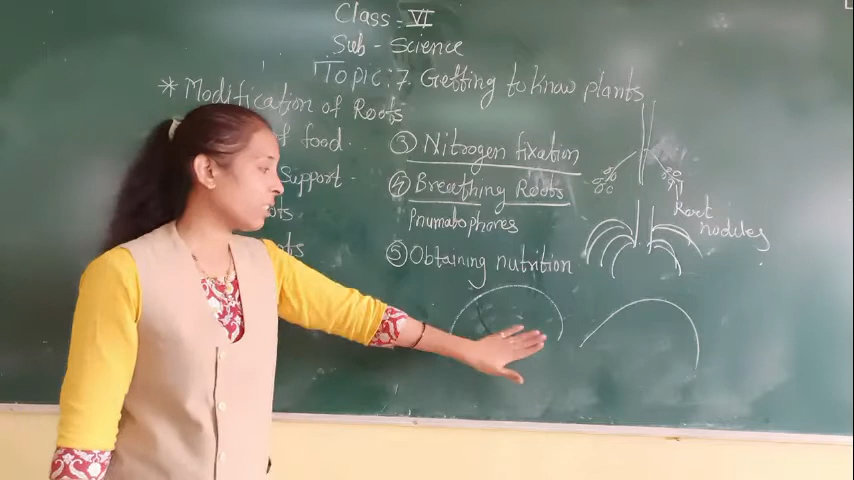 Class - VI
Sub - Science
Topic: 7. Getting to know plants
* Modification of Roots
of food.
Support -
③ Nitrogen fixation
④ Breathing Roots
Pnumatophores
⑤ Obtaining nutrition
Root
nodules